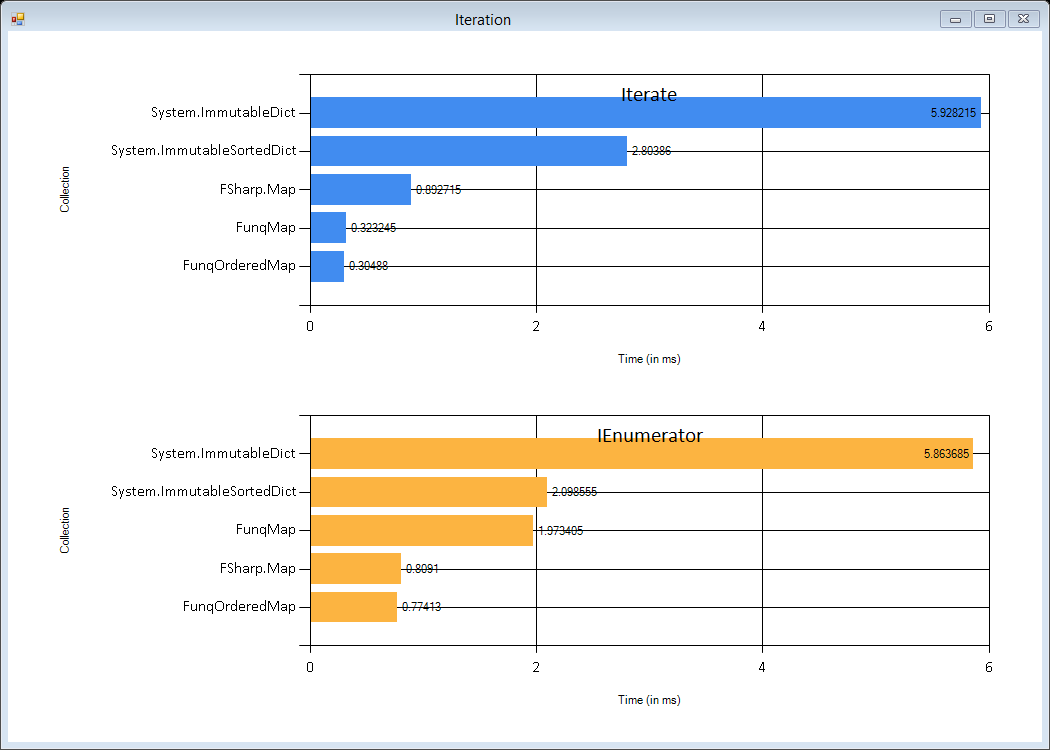 Iteration
Iterate
System.ImmutableDict
5.928215
System.ImmutableSortedDict
2.80386
FSharp.Map
0.892715
FunqMap
0.323245
FunqOrderedMap
0.30488
Collection
0 2 4 6
Time (in ms)
IEnumerator
System.ImmutableDict
5.863685
System.ImmutableSortedDict
2.098555
FunqMap
1.973405
FSharp.Map
0.8091
FunqOrderedMap
0.77413
Collection
0 2 4 6
Time (in ms)